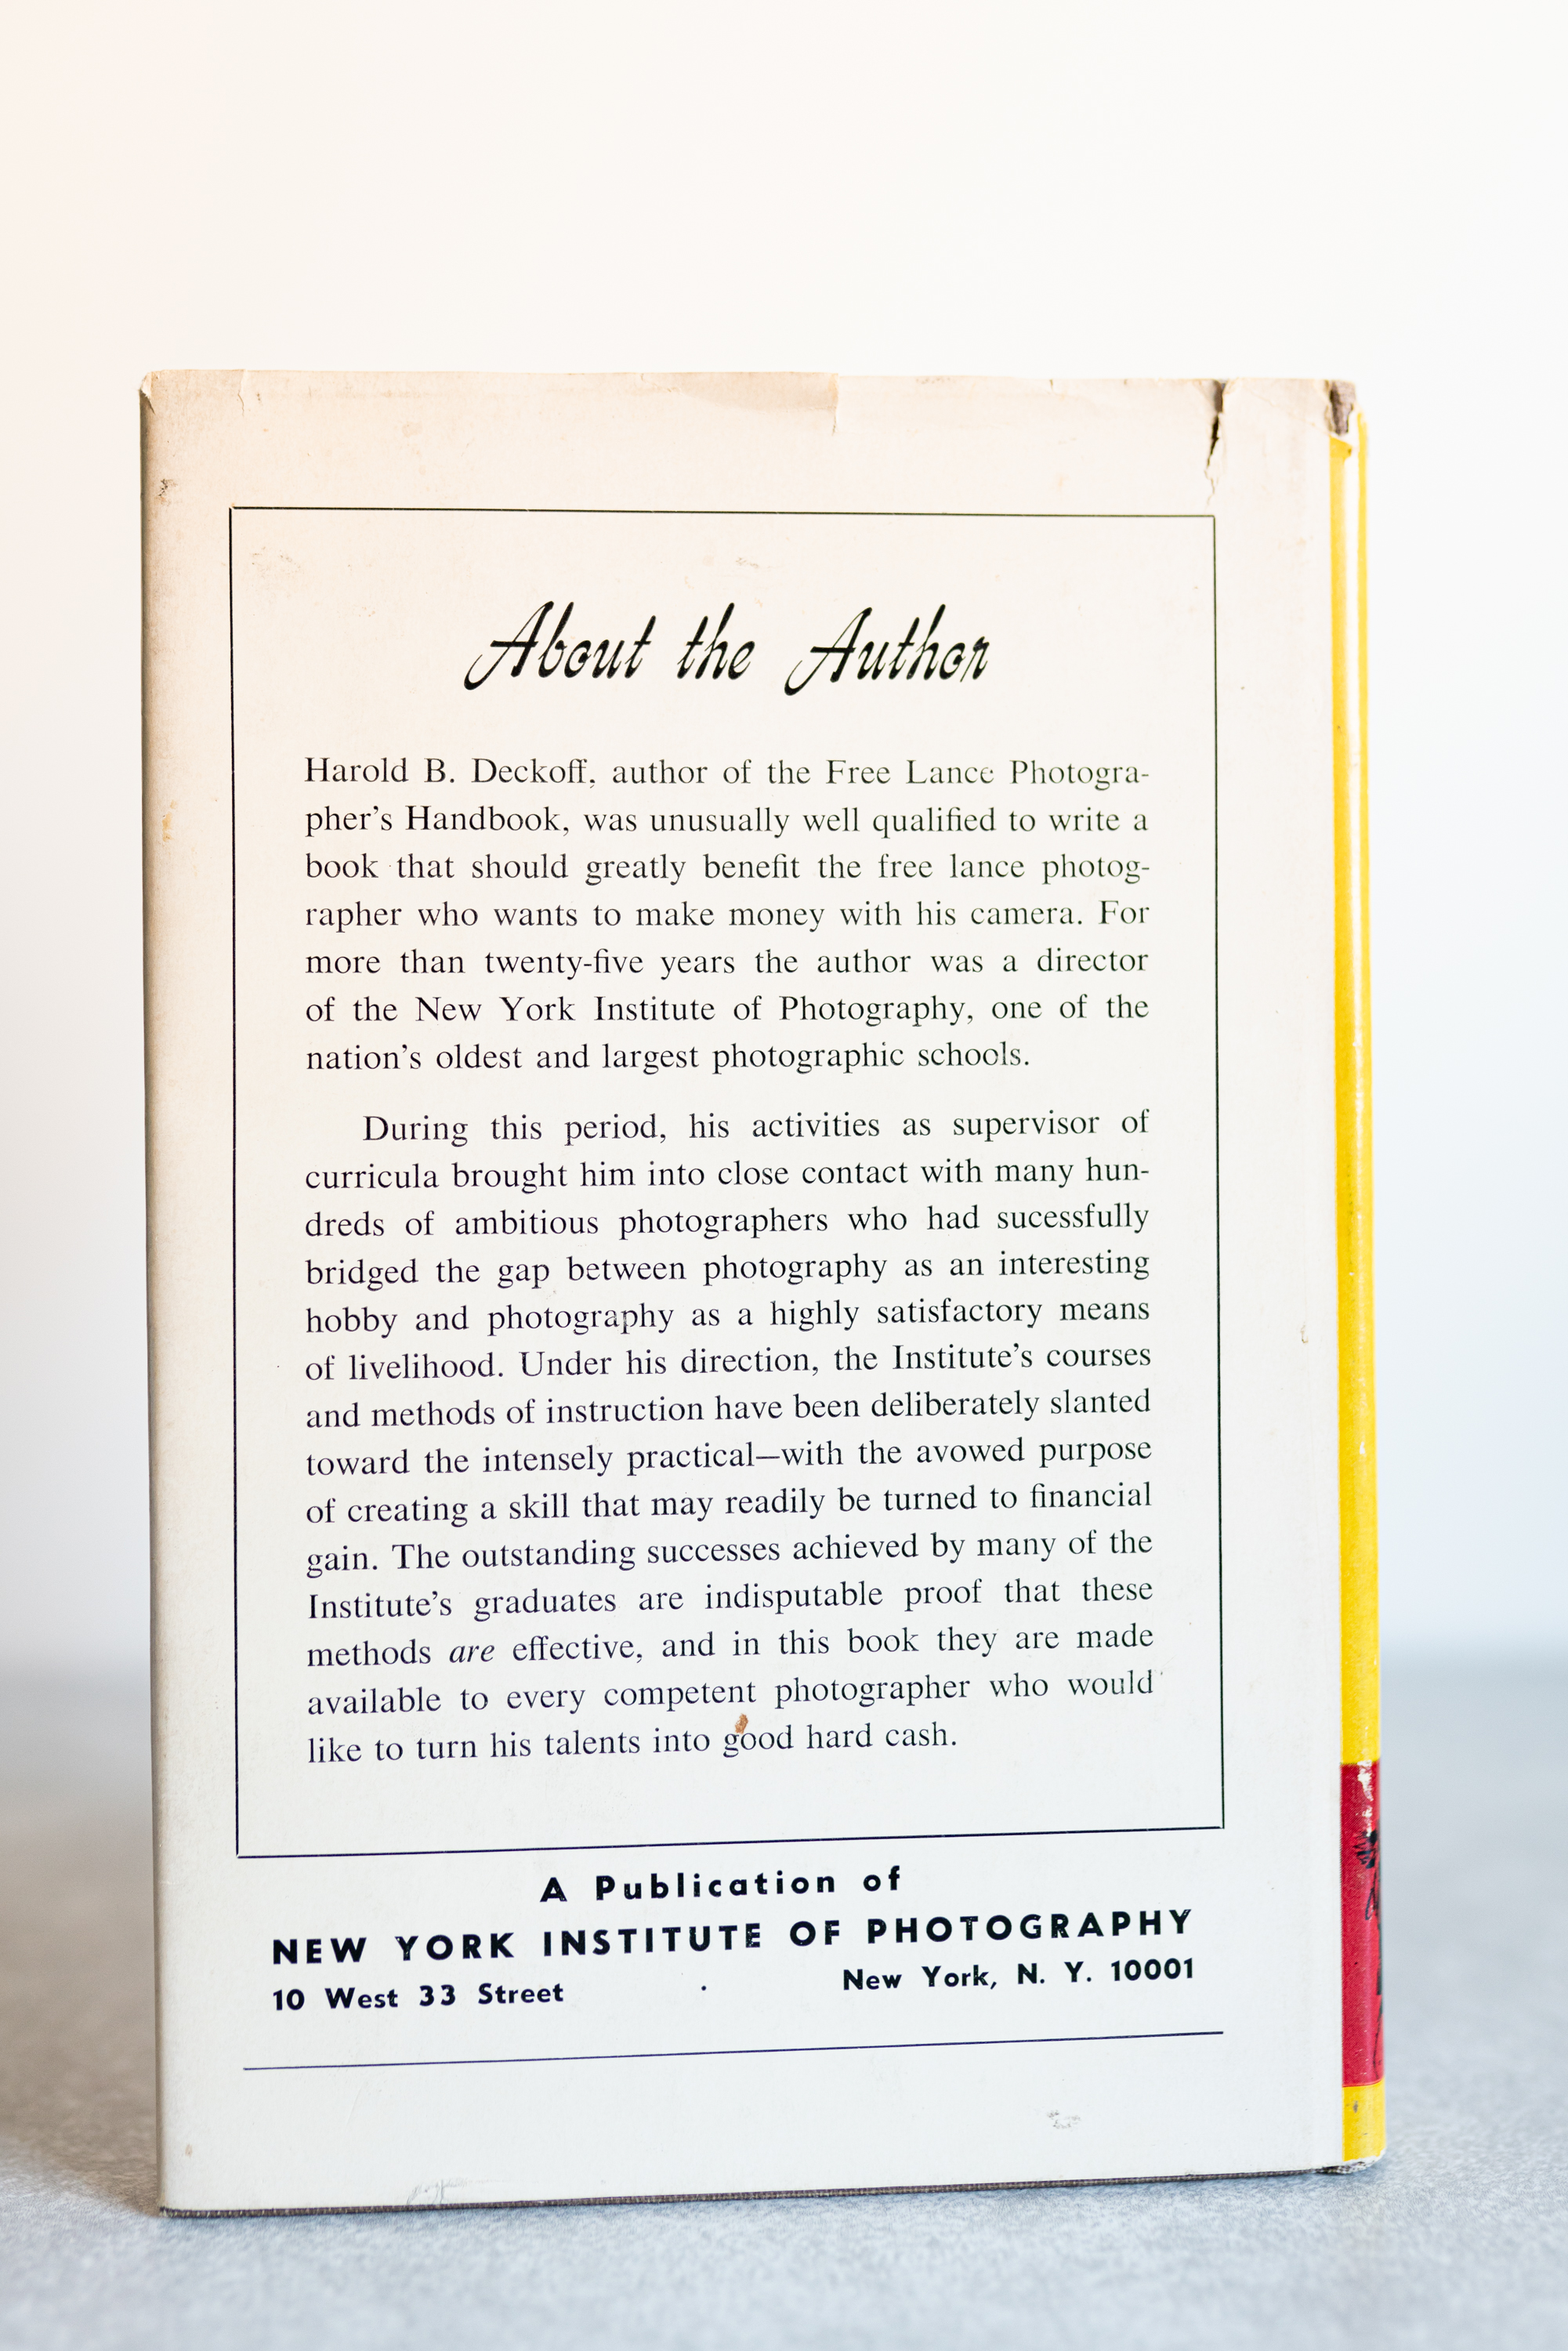 About the Author
Harold B. Deckoff, author of the Free Lance Photogra-
pher's Handbook, was unusually well qualified to write a
book that should greatly benefit the free lance photog-
rapher who wants to make money with his camera. For
more than twenty-five years the author was a director
of the New York Institute of Photography, one of the
nation's oldest and largest photographic schools.
During this period, his activities as supervisor of
curricula brought him into close contact with many hun-
dreds of ambitious photographers who had sucessfully
bridged the gap between photography as an interesting
hobby and photography as a highly satisfactory means
of livelihood. Under his direction, the Institute's courses
and methods of instruction have been deliberately slanted
toward the intensely practical—with the avowed purpose
of creating a skill that may readily be turned to financial
gain. The outstanding successes achieved by many of the
Institute's graduates are indisputable proof that these
methods are effective, and in this book they are made
available to every competent photographer who would
like to turn his talents into good hard cash.
A Publication of
NEW YORK INSTITUTE OF PHOTOGRAPHY
10 West 33 Street · New York, N. Y. 10001